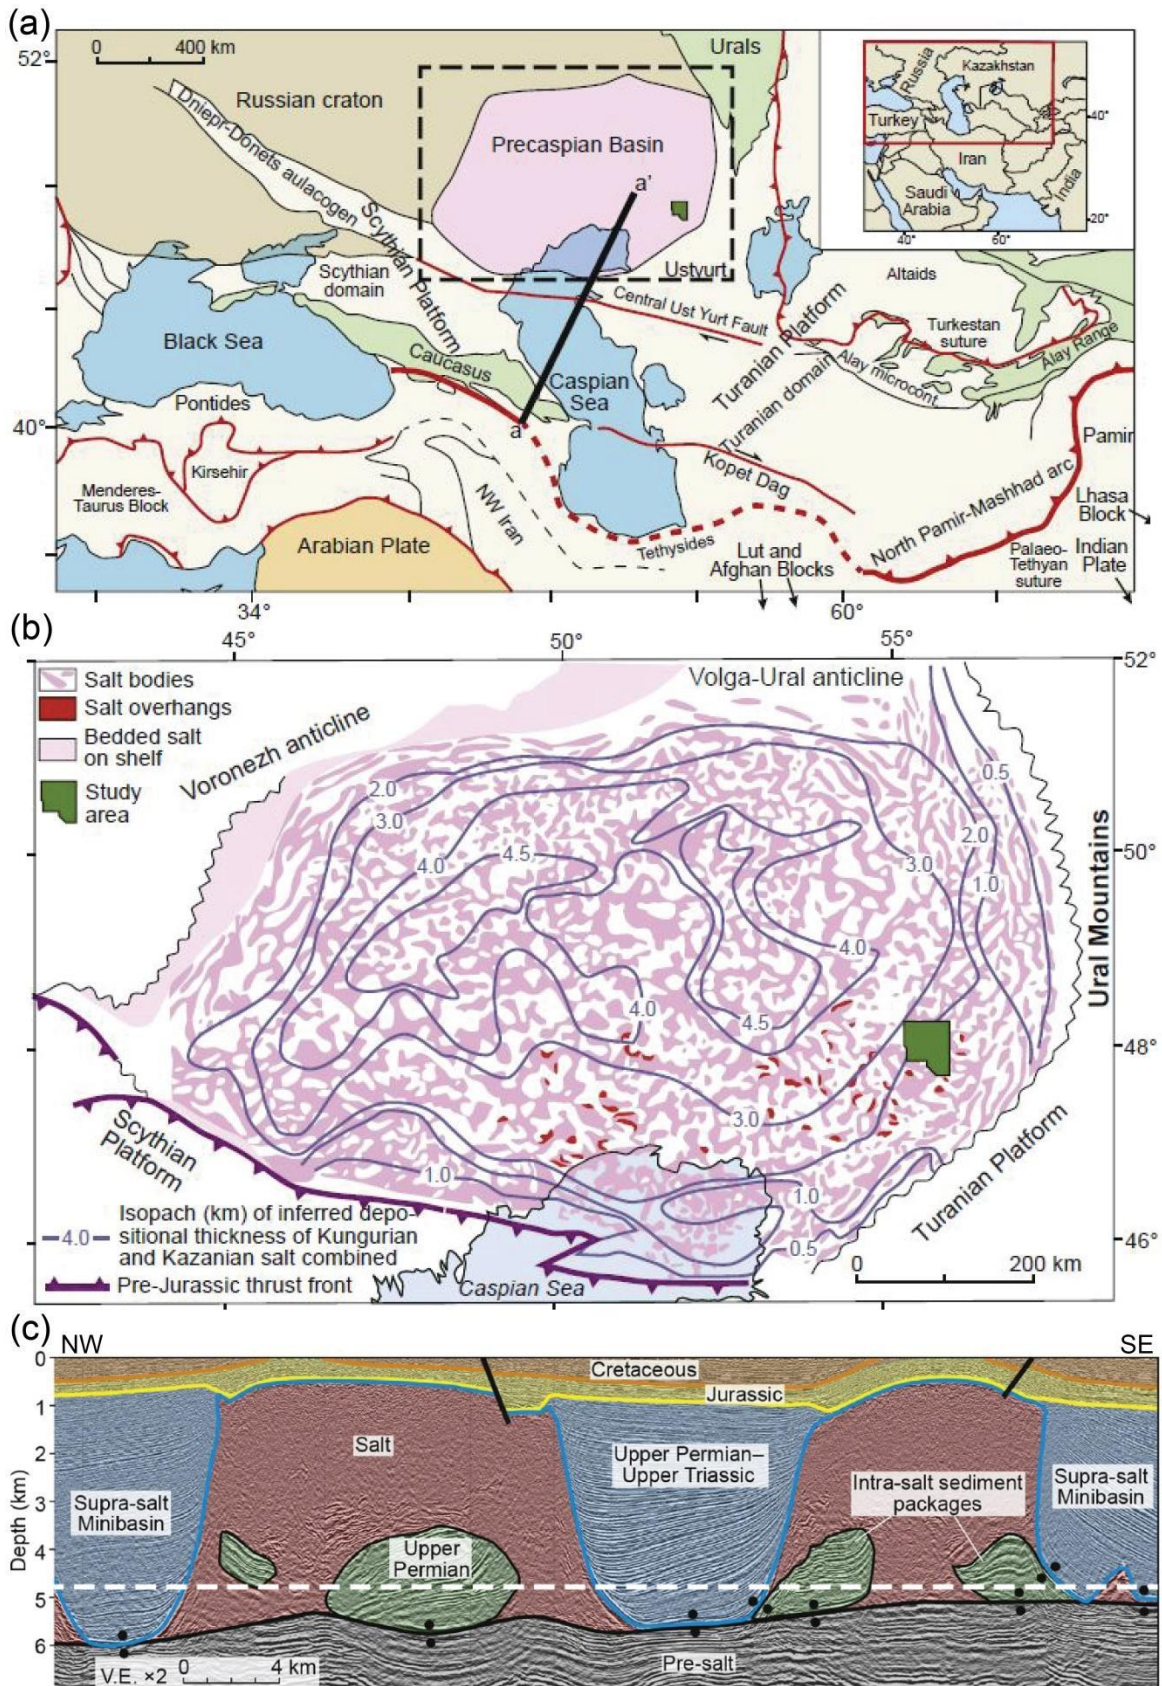 (a)
0 400 km
52°
Urals
Russian craton
Dniepr-Donets aulacogen
Precaspian Basin
a'
Scythian Platform
Scythian
domain
Ustyurt
Central Ust Yurt Fault
Altaids
Turkestan
suture
Alay Range
Alay microcont.
Turanian Platform
Turanian domain
Black Sea
Caucasus
Caspian
Sea
a
40°
Pontides
Kirsehir
Menderes-
Taurus Block
NW Iran
Arabian Plate
Kopet Dag
Tethysides
Lut and
Afghan Blocks
North Pamir-Mashhad arc
Pamir
Lhasa
Block
Palaeo-
Tethyan
suture
Indian
Plate
34°
60°
Russia
Kazakhstan
Turkey
Iran
Saudi
Arabia
India
40°
20°
40°
60°
(b)
45°
50°
55°
52°
50°
48°
46°
Salt bodies
Salt overhangs
Bedded salt
on shelf
Study
area
Voronezh anticline
Volga-Ural anticline
Ural Mountains
Turanian Platform
Scythian
Platform
2.0
3.0
4.0
4.5
0.5
2.0
1.0
3.0
4.0
4.5
4.0
3.0
1.0
1.0
0.5
4.0
Isopach (km) of inferred depo-
sitional thickness of Kungurian
and Kazanian salt combined
Pre-Jurassic thrust front
Caspian Sea
0 200 km
(c)
NW
SE
Depth (km)
0
1
2
3
4
5
6
Cretaceous
Jurassic
Salt
Upper Permian–
Upper Triassic
Supra-salt
Minibasin
Intra-salt sediment
packages
Supra-salt
Minibasin
Upper
Permian
Pre-salt
V.E. ×2 0 4 km